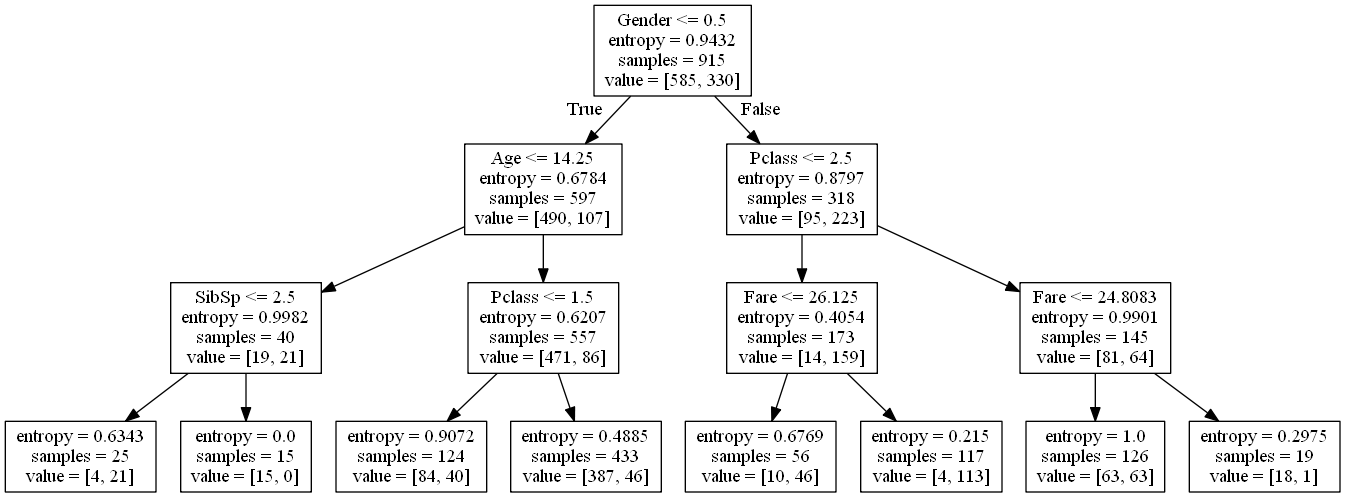 Gender <= 0.5
entropy = 0.9432
samples = 915
value = [585, 330]
True
False
Age <= 14.25
entropy = 0.6784
samples = 597
value = [490, 107]
Pclass <= 2.5
entropy = 0.8797
samples = 318
value = [95, 223]
SibSp <= 2.5
entropy = 0.9982
samples = 40
value = [19, 21]
Pclass <= 1.5
entropy = 0.6207
samples = 557
value = [471, 86]
Fare <= 26.125
entropy = 0.4054
samples = 173
value = [14, 159]
Fare <= 24.8083
entropy = 0.9901
samples = 145
value = [81, 64]
entropy = 0.6343
samples = 25
value = [4, 21]
entropy = 0.0
samples = 15
value = [15, 0]
entropy = 0.9072
samples = 124
value = [84, 40]
entropy = 0.4885
samples = 433
value = [387, 46]
entropy = 0.6769
samples = 56
value = [10, 46]
entropy = 0.215
samples = 117
value = [4, 113]
entropy = 1.0
samples = 126
value = [63, 63]
entropy = 0.2975
samples = 19
value = [18, 1]